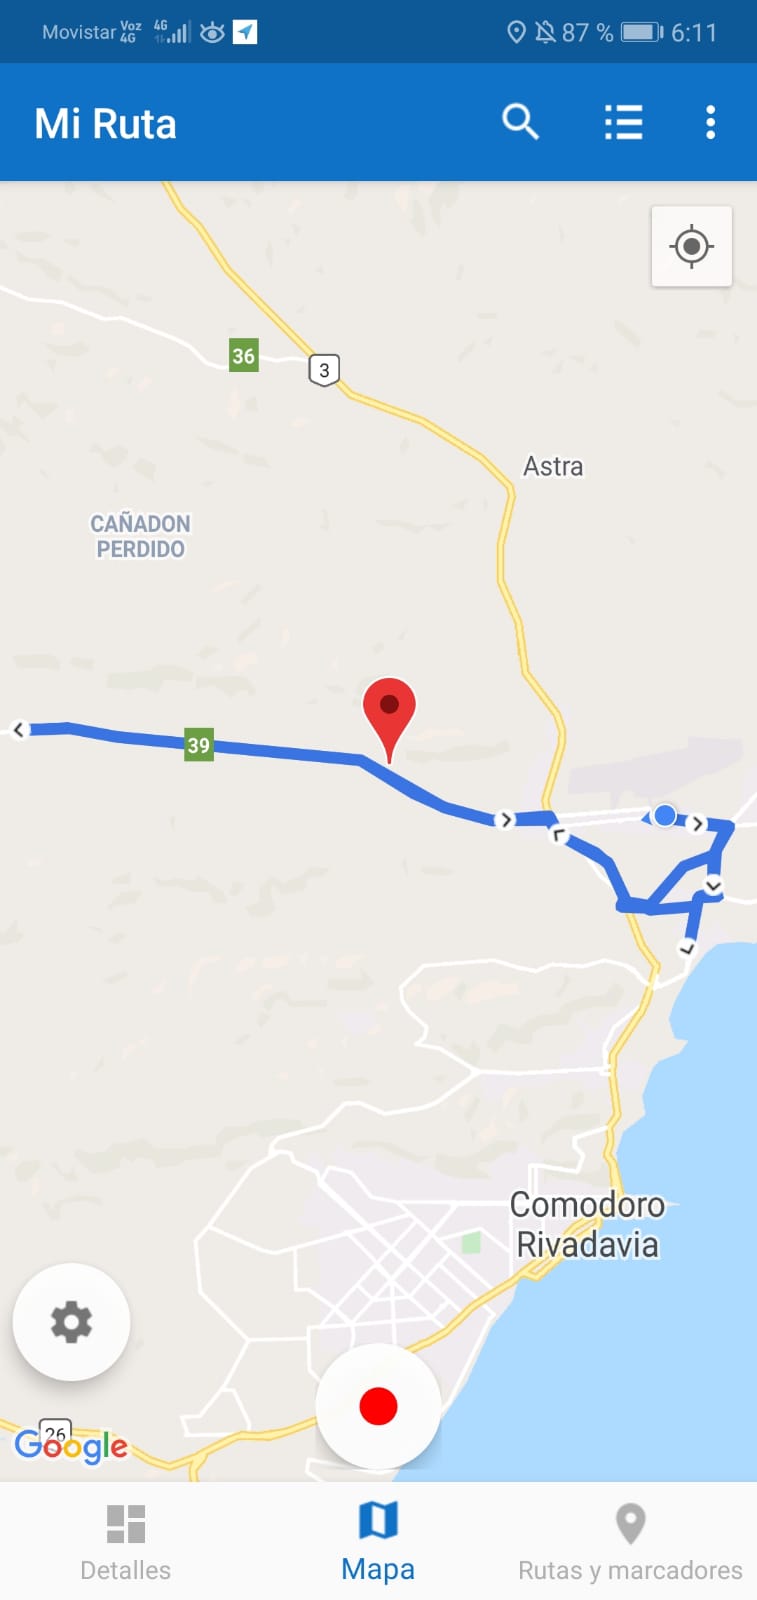 Movistar Voz 4G 4G 87 % 6:11
Mi Ruta
36
3
Astra
CAÑADON
PERDIDO
39
Comodoro
Rivadavia
26
Google
Detalles
Mapa
Rutas y marcadores